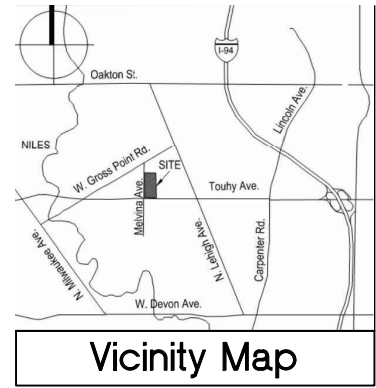 I-94
Oakton St.
Lincoln Ave.
NILES
W. Gross Point Rd.
SITE
Melvina Ave.
Touhy Ave.
N. Milwaukee Ave.
N. Lehigh Ave.
Carpenter Rd.
W. Devon Ave.
Vicinity Map